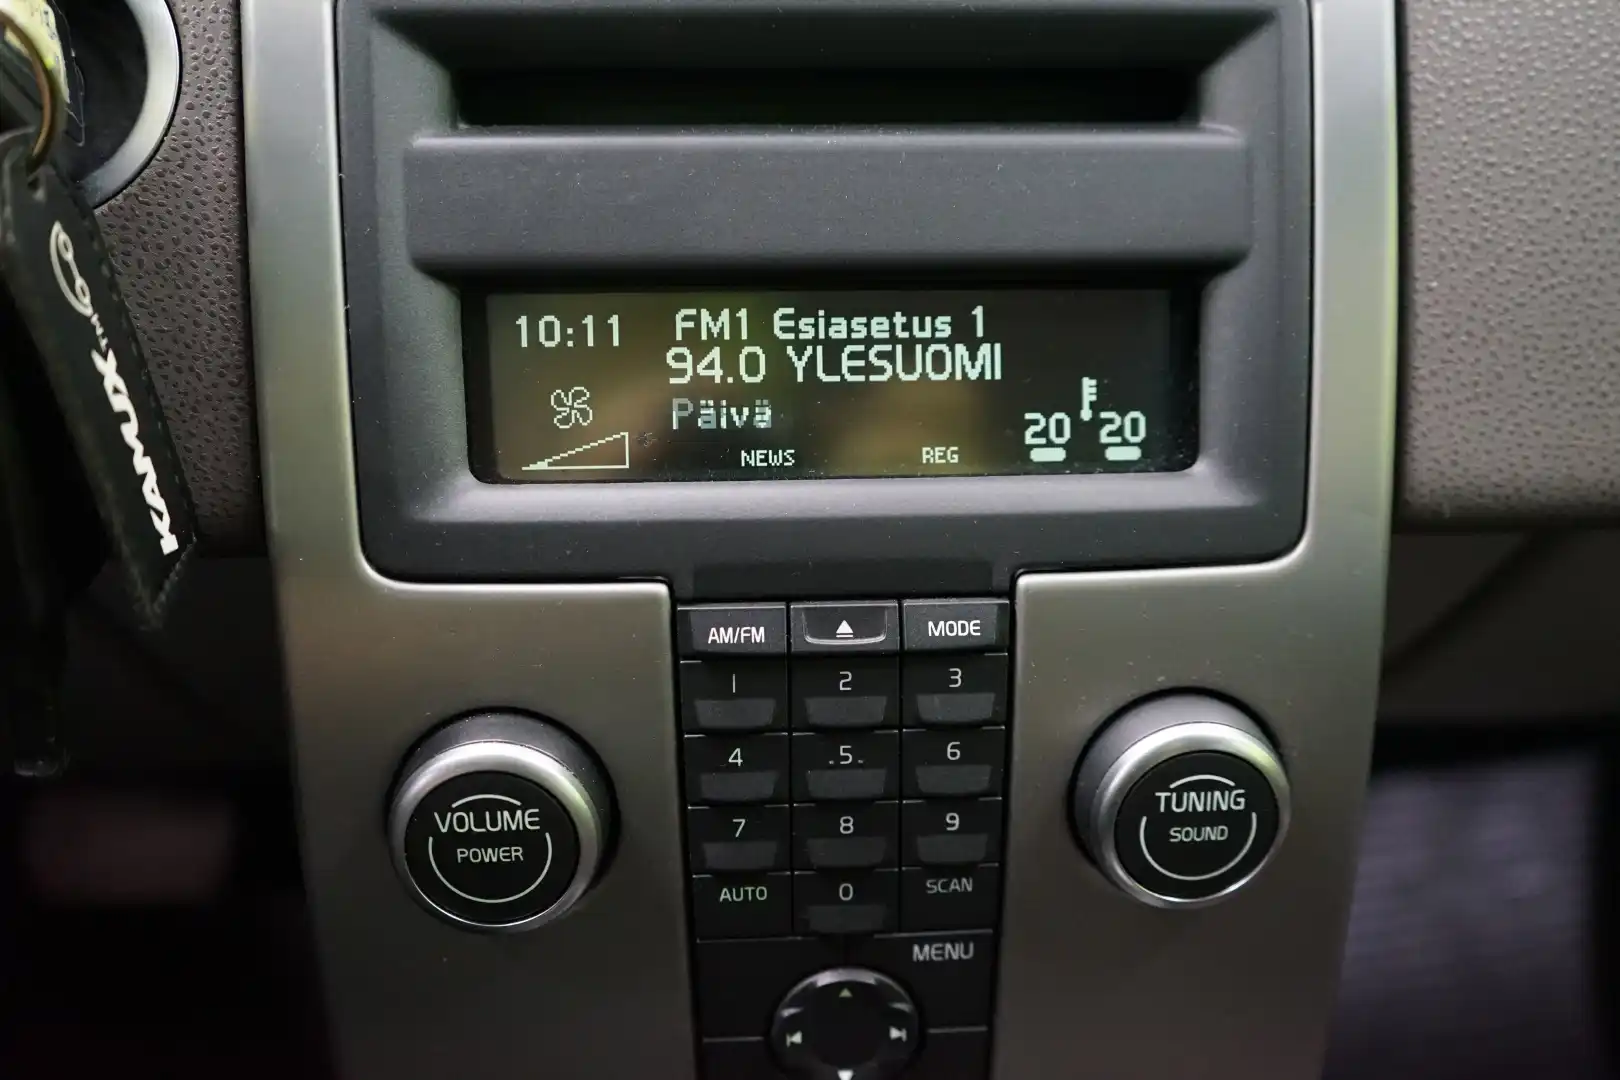 10:11 FM1 Esiasetus 1
94.0 YLESUOMI
Päivä
20 20
NEWS REG
KAMUX™
AM/FM MODE
1 2 3
4 .5. 6
7 8 9
AUTO 0 SCAN
MENU
VOLUME
POWER
TUNING
SOUND